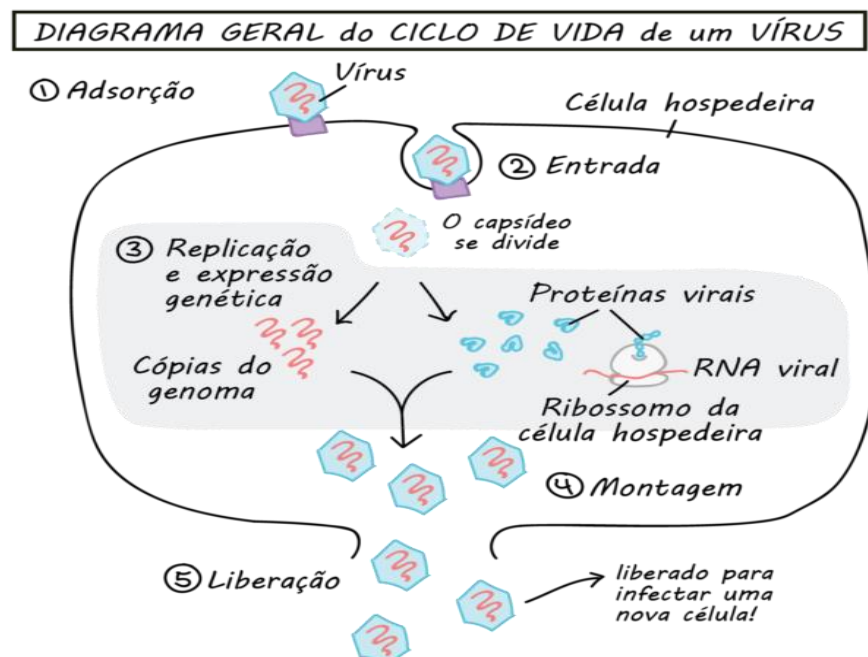 DIAGRAMA GERAL do CICLO DE VIDA de um VÍRUS
① Adsorção
Vírus
Célula hospedeira
② Entrada
O capsídeo
se divide
③ Replicação
e expressão
genética
Proteínas virais
Cópias do
genoma
RNA viral
Ribossomo da
célula hospedeira
④ Montagem
⑤ Liberação
liberado para
infectar uma
nova célula!